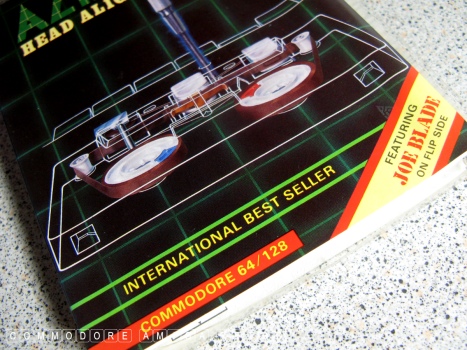 HEAD ALIG
INTERNATIONAL BEST SELLER
COMMODORE 64/128
FEATURING
JOE BLADE
ON FLIP SIDE